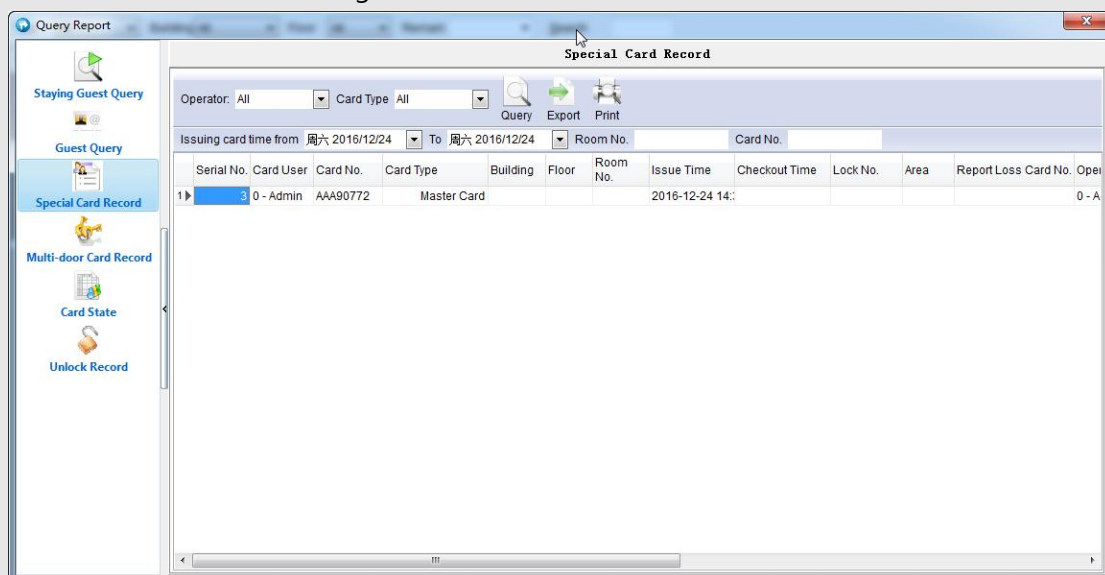 Query Report
Special Card Record
Staying Guest Query
Guest Query
Special Card Record
Multi-door Card Record
Card State
Unlock Record
Operator: All Card Type All Query Export Print
Issuing card time from 周六 2016/12/24 To 周六 2016/12/24 Room No. Card No.
Serial No. Card User Card No. Card Type Building Floor Room No. Issue Time Checkout Time Lock No. Area Report Loss Card No. Oper
1 3 0 - Admin AAA90772 Master Card 2016-12-24 14: 0 - A